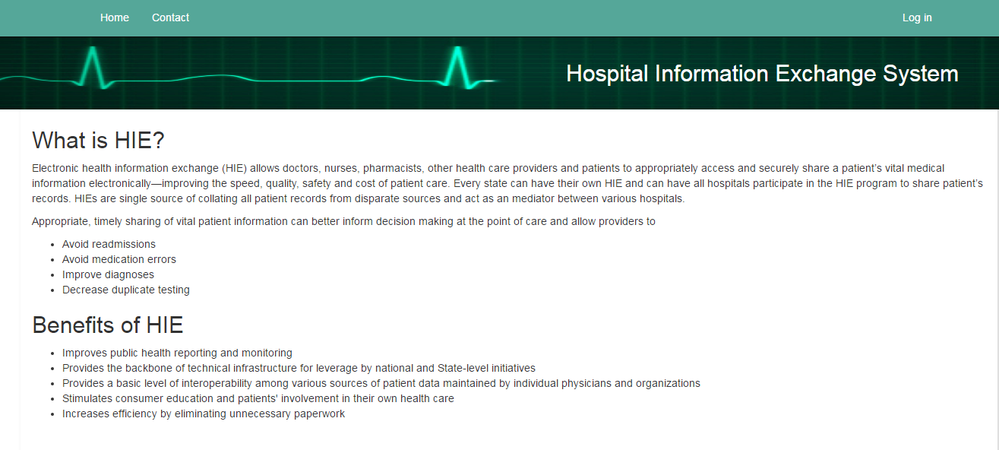 Home Contact Log in
Hospital Information Exchange System
What is HIE?
Electronic health information exchange (HIE) allows doctors, nurses, pharmacists, other health care providers and patients to appropriately access and securely share a patient’s vital medical
information electronically—improving the speed, quality, safety and cost of patient care. Every state can have their own HIE and can have all hospitals participate in the HIE program to share patient’s
records. HIEs are single source of collating all patient records from disparate sources and act as an mediator between various hospitals.
Appropriate, timely sharing of vital patient information can better inform decision making at the point of care and allow providers to
• Avoid readmissions
• Avoid medication errors
• Improve diagnoses
• Decrease duplicate testing
Benefits of HIE
• Improves public health reporting and monitoring
• Provides the backbone of technical infrastructure for leverage by national and State-level initiatives
• Provides a basic level of interoperability among various sources of patient data maintained by individual physicians and organizations
• Stimulates consumer education and patients' involvement in their own health care
• Increases efficiency by eliminating unnecessary paperwork